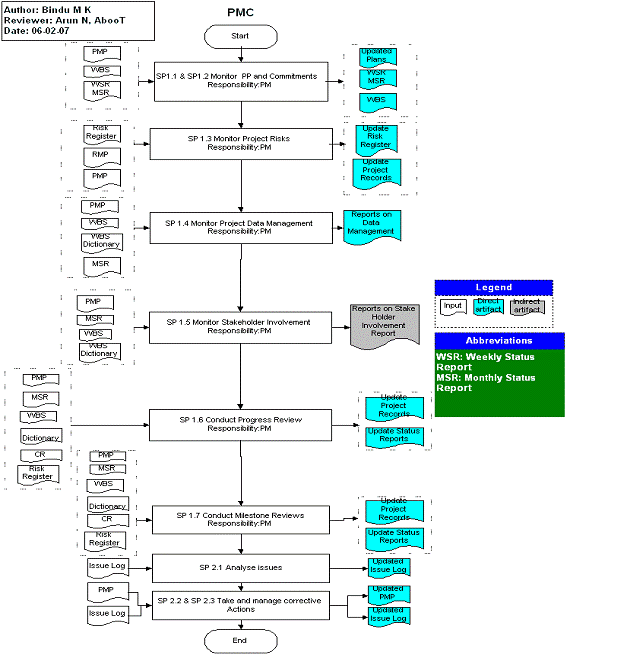 Author: Bindu M K
Reviewer: Arun N, AbooT
Date: 06-02-07
PMC
Start
PMP
WBS
WSR
MSR
SP1.1 & SP1.2 Monitor PP and Commitments
Responsibility:PM
Updated
Plans
WSR
MSR
WBS
Risk
Register
RMP
PMP
SP 1.3 Monitor Project Risks
Responsibility:PM
Update
Risk
Register
Update
Project
Records
PMP
WBS
WBS
Dictionary
MSR
SP 1.4 Monitor Project Data Management
Responsibility:PM
Reports on
Data
Management
PMP
MSR
WBS
WBS
Dictionary
SP 1.5 Monitor Stakeholder Involvement
Responsibility:PM
Reports on Stake
Holder
Involvement
Report
Legend
Input
Direct
artifact
Indirect
artifact
Abbreviations
WSR: Weekly Status
Report
MSR: Monthly Status
Report
PMP
MSR
WBS
Dictionary
CR
Risk
Register
SP 1.6 Conduct Progress Review
Responsibility:PM
Update
Project
Records
Update Status
Reports
PMP
MSR
WBS
Dictionary
CR
Risk
Register
SP 1.7 Conduct Milestone Reviews
Responsibility:PM
Update
Project
Records
Update Status
Reports
Issue Log
SP 2.1 Analyse issues
Updated
Issue Log
PMP
Issue Log
SP 2.2 & SP 2.3 Take and manage corrective
Actions
Updated
PMP
Updated
Issue Log
End